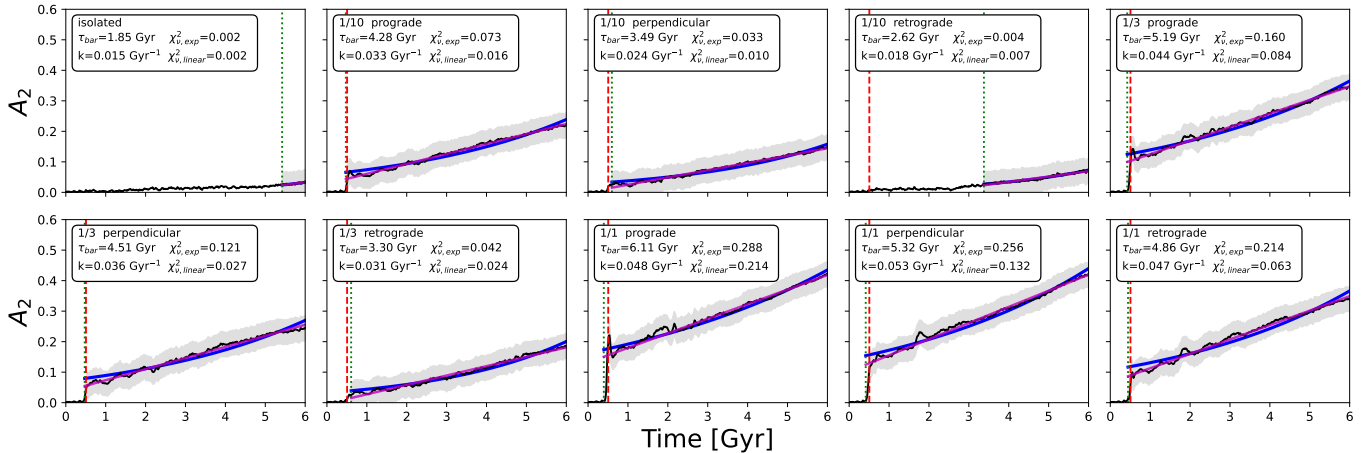 isolated
τbar=1.85 Gyr χ²ν,exp=0.002
k=0.015 Gyr⁻¹ χ²ν,linear=0.002
1/10 prograde
τbar=4.28 Gyr χ²ν,exp=0.073
k=0.033 Gyr⁻¹ χ²ν,linear=0.016
1/10 perpendicular
τbar=3.49 Gyr χ²ν,exp=0.033
k=0.024 Gyr⁻¹ χ²ν,linear=0.010
1/10 retrograde
τbar=2.62 Gyr χ²ν,exp=0.004
k=0.018 Gyr⁻¹ χ²ν,linear=0.007
1/3 prograde
τbar=5.19 Gyr χ²ν,exp=0.160
k=0.044 Gyr⁻¹ χ²ν,linear=0.084
A₂
0.6
0.5
0.4
0.3
0.2
0.1
0.0
1/3 perpendicular
τbar=4.51 Gyr χ²ν,exp=0.121
k=0.036 Gyr⁻¹ χ²ν,linear=0.027
1/3 retrograde
τbar=3.30 Gyr χ²ν,exp=0.042
k=0.031 Gyr⁻¹ χ²ν,linear=0.024
1/1 prograde
τbar=6.11 Gyr χ²ν,exp=0.288
k=0.048 Gyr⁻¹ χ²ν,linear=0.214
1/1 perpendicular
τbar=5.32 Gyr χ²ν,exp=0.256
k=0.053 Gyr⁻¹ χ²ν,linear=0.132
1/1 retrograde
τbar=4.86 Gyr χ²ν,exp=0.214
k=0.047 Gyr⁻¹ χ²ν,linear=0.063
A₂
0.6
0.5
0.4
0.3
0.2
0.1
0.0
0 1 2 3 4 5 6
0 1 2 3 4 5 6
0 1 2 3 4 5 6
0 1 2 3 4 5 6
0 1 2 3 4 5 6
Time [Gyr]